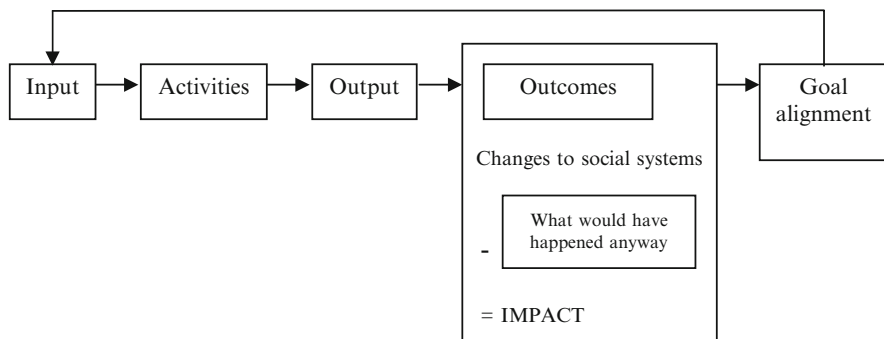 Input
Activities
Output
Outcomes
Goal
alignment
Changes to social systems
What would have
happened anyway
-
= IMPACT